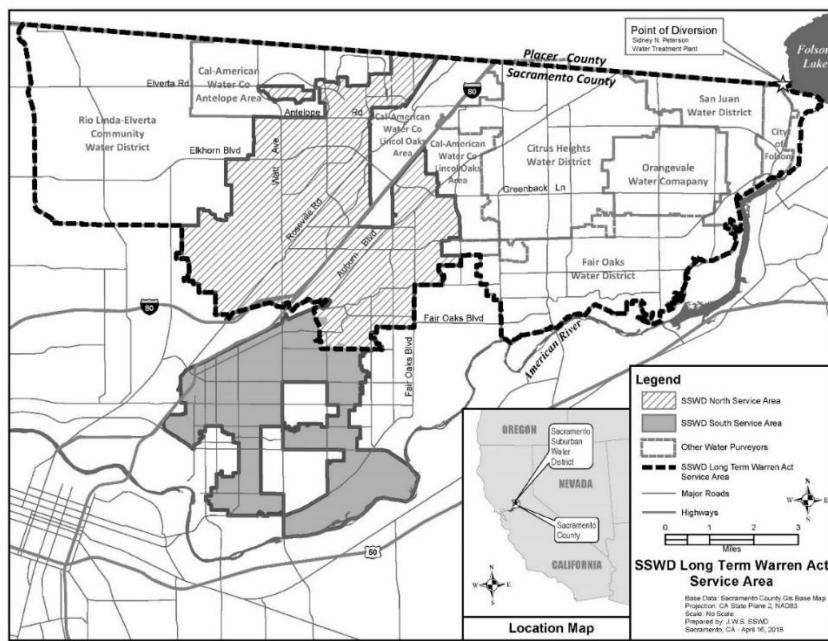 Point of Diversion
Sidney N. Peterson
Water Treatment Plant
Folsom
Lake
Placer County
Sacramento County
80
Elverta Rd
Cal-American
Water Co
Antelope Area
Antelope Rd
Rio Linda-Elverta
Community
Water District
Elkhorn Blvd
Watt Ave
Roseville Rd
Auburn Blvd
Cal-American
Water Co
Lincol Oaks
Area
Cal-American
Water Co
Lincol Oaks
Area
Citrus Heights
Water District
Greenback Ln
San Juan
Water District
City
of
Folsom
Orangevale
Water Comapany
Fair Oaks
Water District
80
Fair Oaks Blvd
Fair Oaks Blvd
American River
50
OREGON
Sacramento
Suburban
Water
District
NEVADA
Sacramento
County
CALIFORNIA
N
W E
S
Location Map
Legend
SSWD North Service Area
SSWD South Service Area
Other Water Purveyors
SSWD Long Term Warren Act
Service Area
Major Roads
Highways
N
W E
S
0 1 2 3
Miles
SSWD Long Term Warren Act
Service Area
Base Data: Sacramento County Gis Base Map
Projection: CA State Plane 2, NAD83
Scale: No Scale
Prepared by: J.W.S. SSWD
Sacramento, CA - April 16, 2019